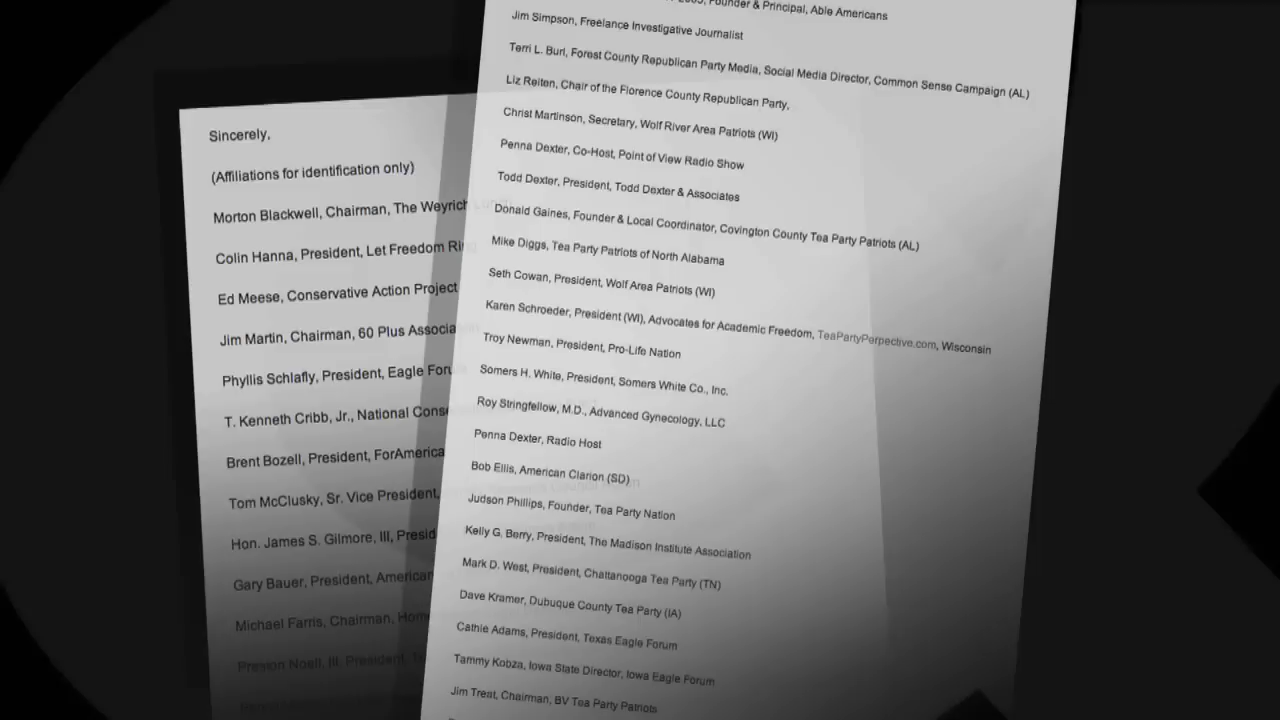 Sincerely,
(Affiliations for identification only)
Morton Blackwell, Chairman, The Weyrich
Colin Hanna, President, Let Freedom Ri
Ed Meese, Conservative Action Project
Jim Martin, Chairman, 60 Plus Associa
Phyllis Schlafly, President, Eagle Foru
T. Kenneth Cribb, Jr., National Conse
Brent Bozell, President, ForAmerica
Tom McClusky, Sr. Vice President,
Hon. James S. Gilmore, III, Presid
Gary Bauer, President, American
Michael Farris, Chairman, Home
Preston Noell, III, President,
Founder & Principal, Able Americans
Jim Simpson, Freelance Investigative Journalist
Terri L. Burl, Forest County Republican Party Media, Social Media Director, Common Sense Campaign (AL)
Liz Reiten, Chair of the Florence County Republican Party,
Christ Martinson, Secretary, Wolf River Area Patriots (WI)
Penna Dexter, Co-Host, Point of View Radio Show
Todd Dexter, President, Todd Dexter & Associates
Donald Gaines, Founder & Local Coordinator, Covington County Tea Party Patriots (AL)
Mike Diggs, Tea Party Patriots of North Alabama
Seth Cowan, President, Wolf Area Patriots (WI)
Karen Schroeder, President (WI), Advocates for Academic Freedom, TeaPartyPerpective.com, Wisconsin
Troy Newman, President, Pro-Life Nation
Somers H. White, President, Somers White Co., Inc.
Roy Stringfellow, M.D., Advanced Gynecology, LLC
Penna Dexter, Radio Host
Bob Ellis, American Clarion (SD)
Judson Phillips, Founder, Tea Party Nation
Kelly G. Berry, President, The Madison Institute Association
Mark D. West, President, Chattanooga Tea Party (TN)
Dave Kramer, Dubuque County Tea Party (IA)
Cathie Adams, President, Texas Eagle Forum
Tammy Kobza, Iowa State Director, Iowa Eagle Forum
Jim Treat, Chairman, BV Tea Party Patriots